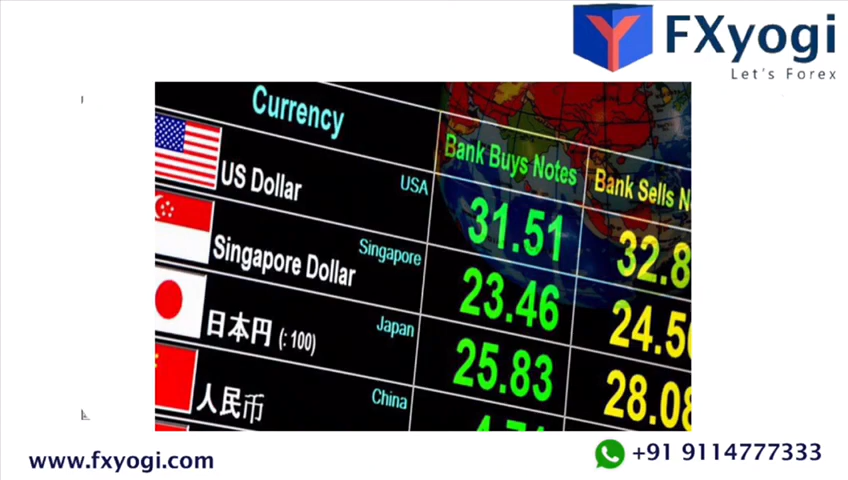 FXyogi
Let's Forex
Currency
Bank Buys Notes
Bank Sells
US Dollar
USA
31.51
32.8
Singapore Dollar
Singapore
23.46
24.5
日本円 (: 100)
Japan
25.83
28.08
人民币
China
www.fxyogi.com
+91 9114777333